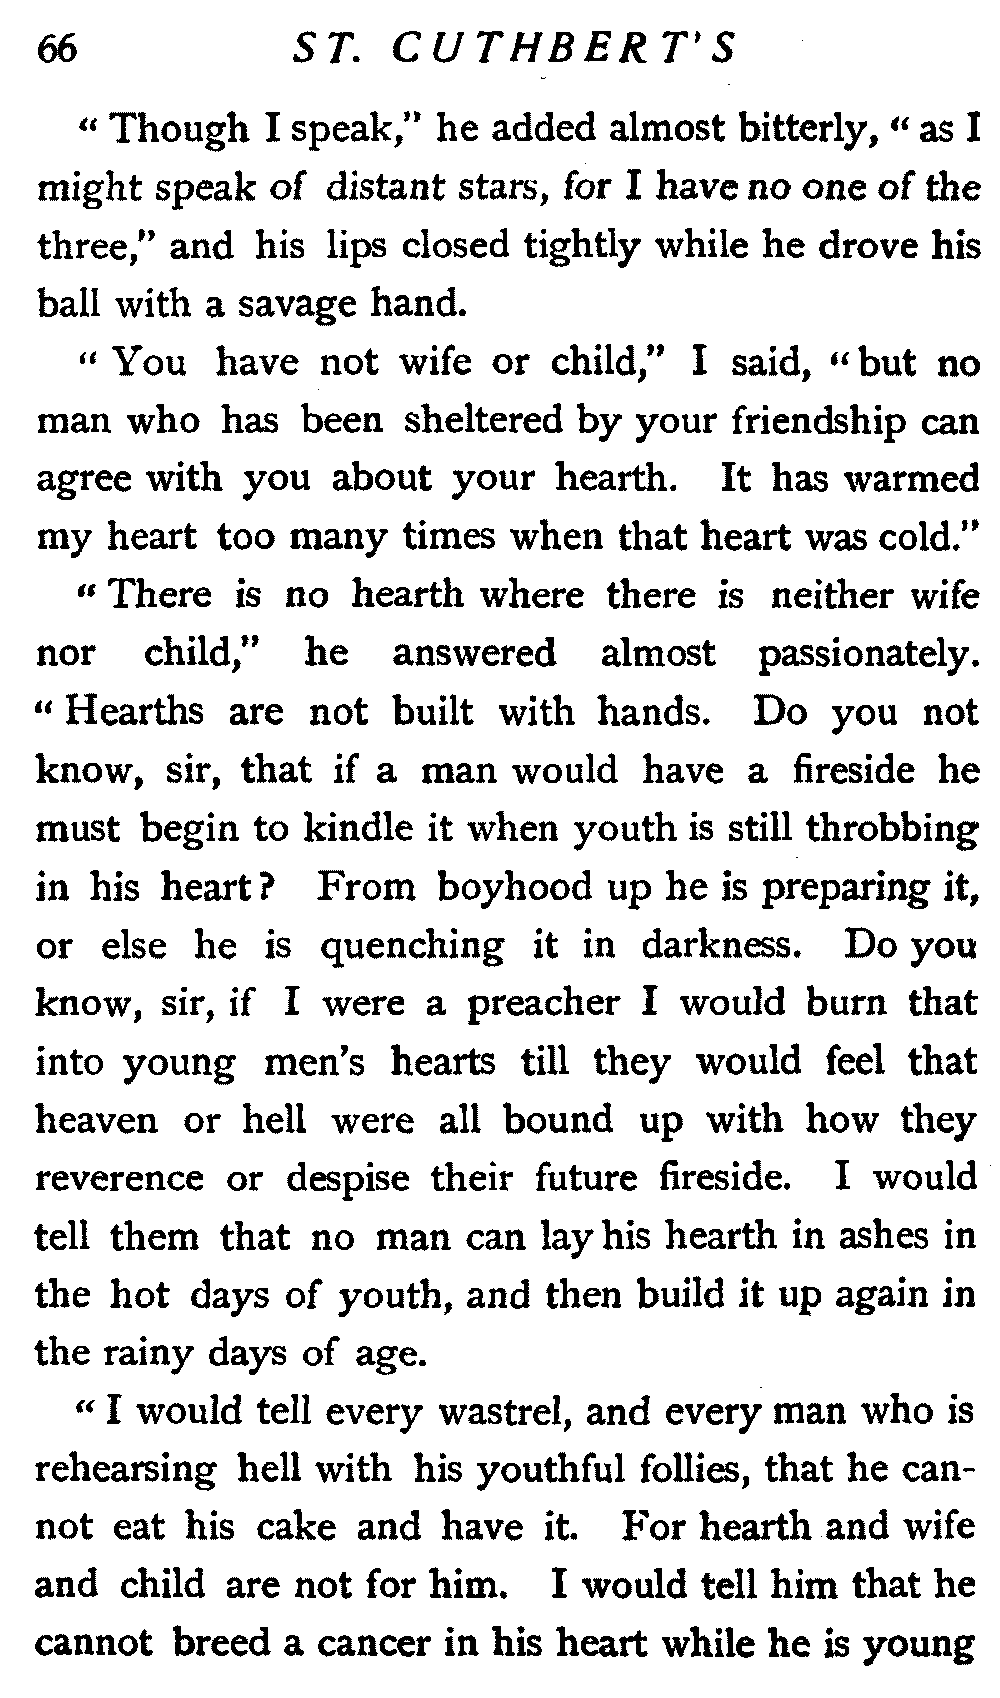 66 ST. CUTHBERT'S
“ Though I speak,” he added almost bitterly, “ as I
might speak of distant stars, for I have no one of the
three,” and his lips closed tightly while he drove his
ball with a savage hand.
“ You have not wife or child,” I said, “ but no
man who has been sheltered by your friendship can
agree with you about your hearth. It has warmed
my heart too many times when that heart was cold.”
“ There is no hearth where there is neither wife
nor child,” he answered almost passionately.
“ Hearths are not built with hands. Do you not
know, sir, that if a man would have a fireside he
must begin to kindle it when youth is still throbbing
in his heart? From boyhood up he is preparing it,
or else he is quenching it in darkness. Do you
know, sir, if I were a preacher I would burn that
into young men's hearts till they would feel that
heaven or hell were all bound up with how they
reverence or despise their future fireside. I would
tell them that no man can lay his hearth in ashes in
the hot days of youth, and then build it up again in
the rainy days of age.
“ I would tell every wastrel, and every man who is
rehearsing hell with his youthful follies, that he can-
not eat his cake and have it. For hearth and wife
and child are not for him. I would tell him that he
cannot breed a cancer in his heart while he is young